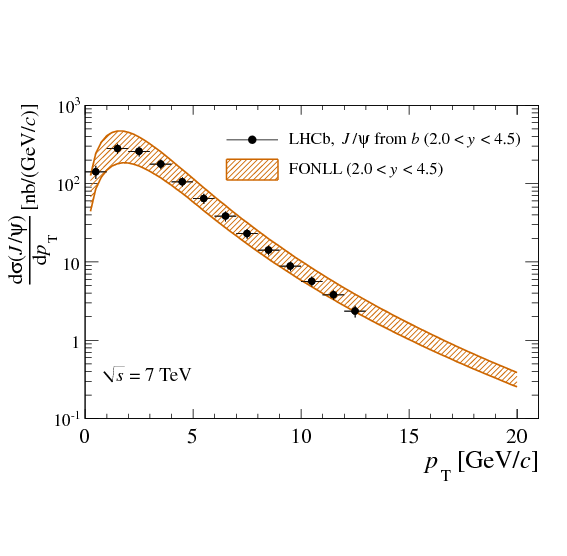 dσ(J/ψ)
dp_T [nb/(GeV/c)]
10³
10²
10
1
10⁻¹
LHCb, J/ψ from b (2.0 < y < 4.5)
FONLL (2.0 < y < 4.5)
√s = 7 TeV
0 5 10 15 20
p_T [GeV/c]